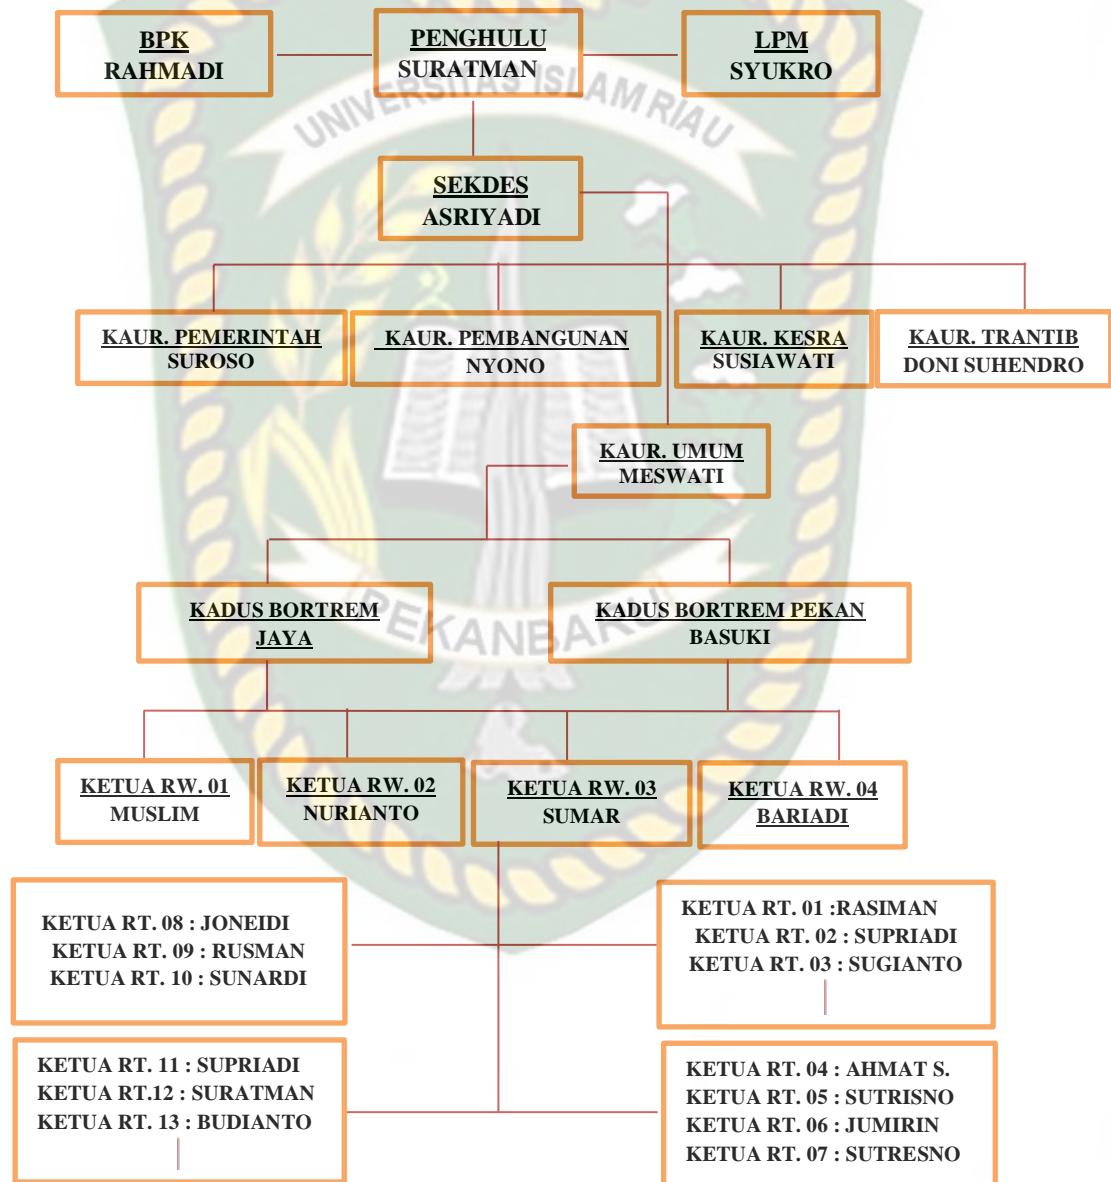 BPK
RAHMADI
PENGHULU
SURATMAN
LPM
SYUKRO
UNIVERSITAS ISLAM RIAU
SEKDES
ASRIYADI
KAUR. PEMERINTAH
SUROSO
KAUR. PEMBANGUNAN
NYONO
KAUR. KESRA
SUSIAWATI
KAUR. TRANTIB
DONI SUHENDRO
KAUR. UMUM
MESWATI
KADUS BORTREM
JAYA
KADUS BORTREM PEKAN
BASUKI
PEKANBARU
KETUA RW. 01
MUSLIM
KETUA RW. 02
NURIANTO
KETUA RW. 03
SUMAR
KETUA RW. 04
BARIADI
KETUA RT. 08 : JONEIDI
KETUA RT. 09 : RUSMAN
KETUA RT. 10 : SUNARDI
KETUA RT. 01 :RASIMAN
KETUA RT. 02 : SUPRIADI
KETUA RT. 03 : SUGIANTO
KETUA RT. 11 : SUPRIADI
KETUA RT.12 : SURATMAN
KETUA RT. 13 : BUDIANTO
KETUA RT. 04 : AHMAT S.
KETUA RT. 05 : SUTRISNO
KETUA RT. 06 : JUMIRIN
KETUA RT. 07 : SUTRESNO